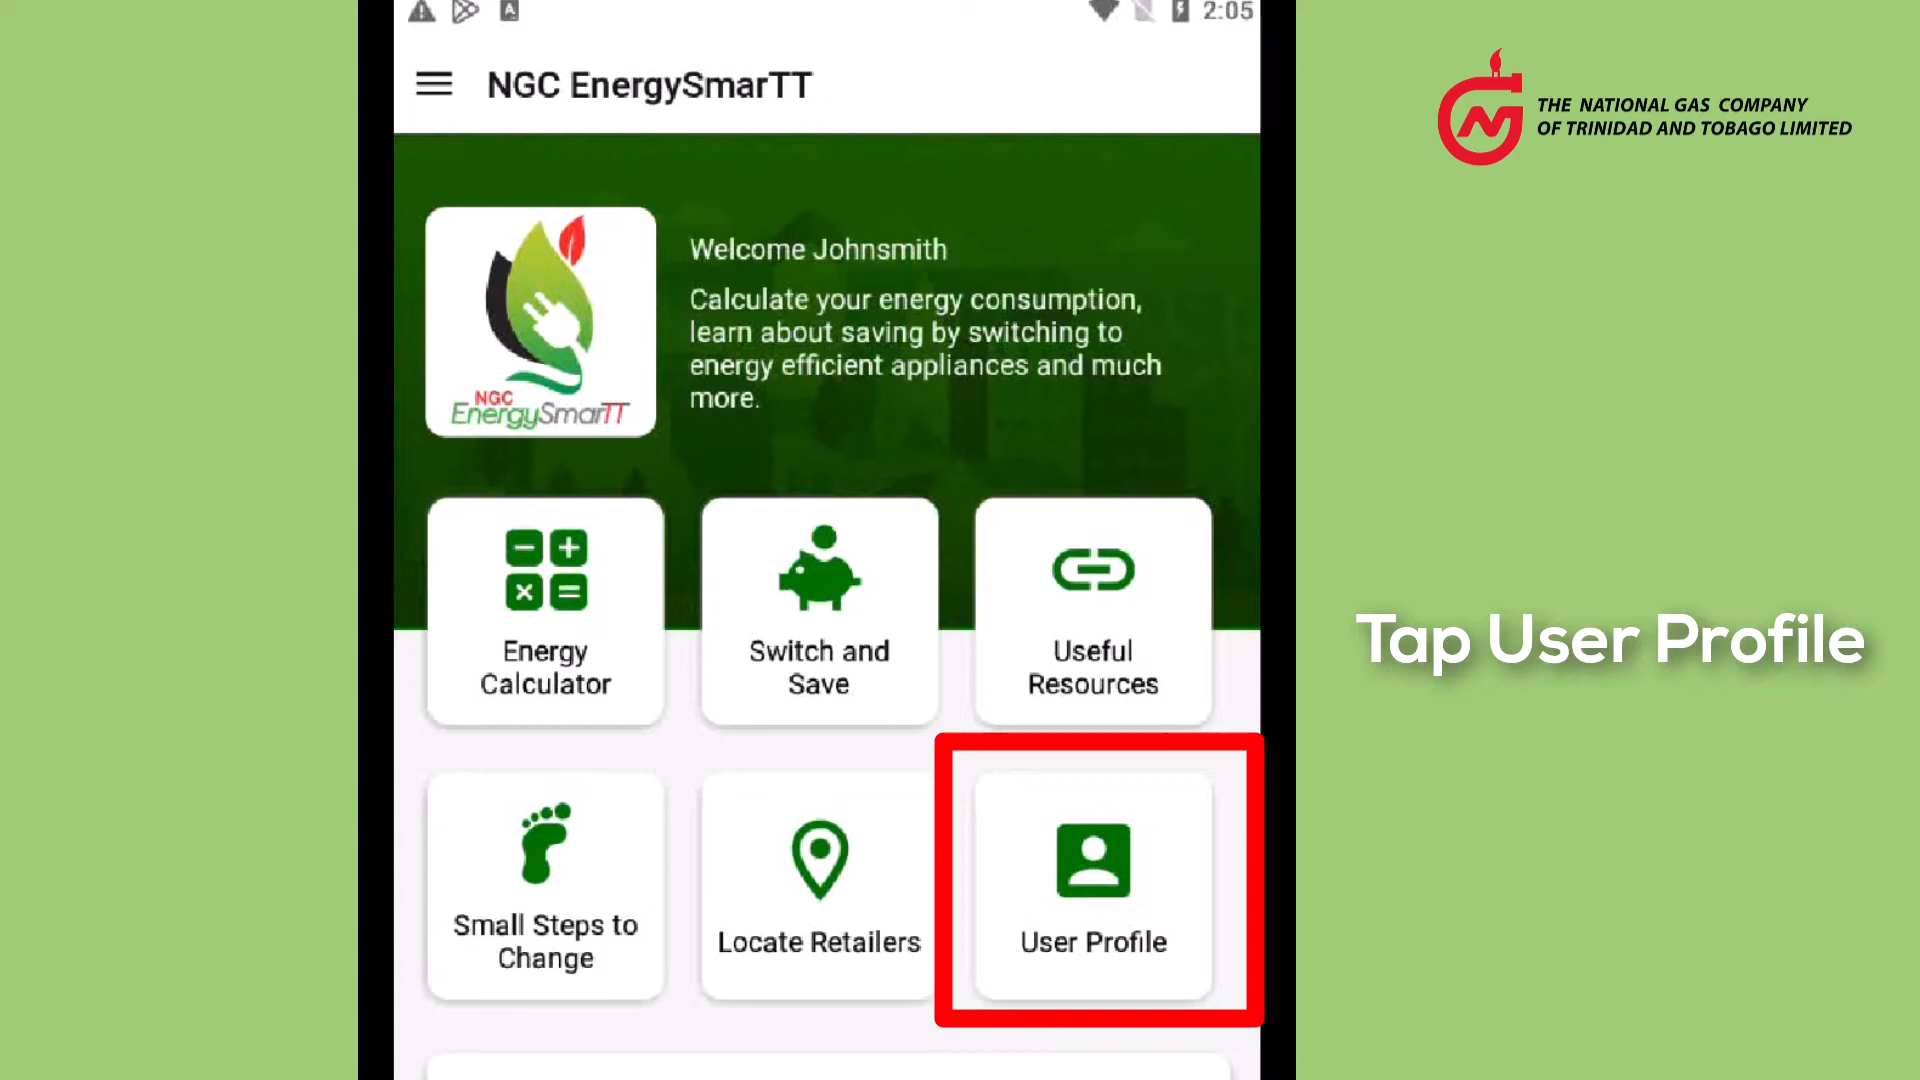 2:05
NGC EnergySmarTT
THE NATIONAL GAS COMPANY
OF TRINIDAD AND TOBAGO LIMITED
Welcome Johnsmith
Calculate your energy consumption,
learn about saving by switching to
energy efficient appliances and much
more.
NGC
EnergySmarTT
Energy
Calculator
Switch and
Save
Useful
Resources
Tap User Profile
Small Steps to
Change
Locate Retailers
User Profile